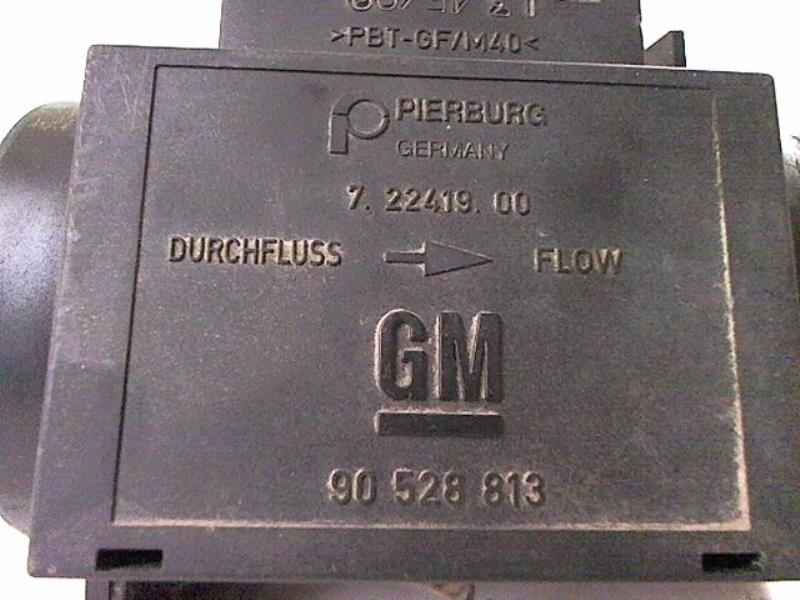 >PBT-GF/M40<
PIERBURG
GERMANY
7. 22419. 00
DURCHFLUSS → FLOW
GM
90 528 813